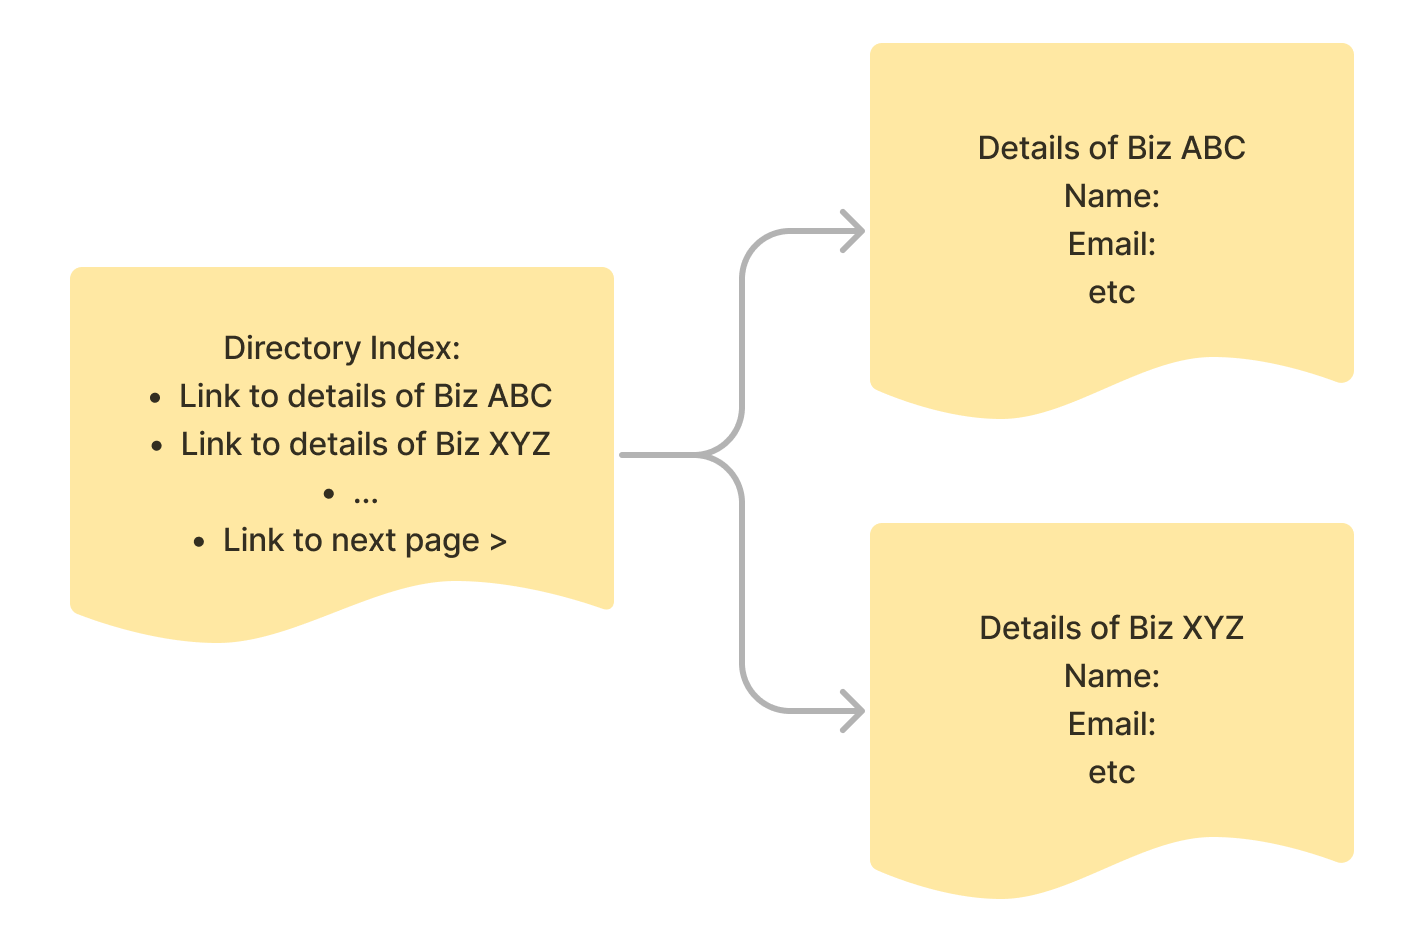 Directory Index:
• Link to details of Biz ABC
• Link to details of Biz XYZ
• ...
• Link to next page >
Details of Biz ABC
Name:
Email:
etc
Details of Biz XYZ
Name:
Email:
etc